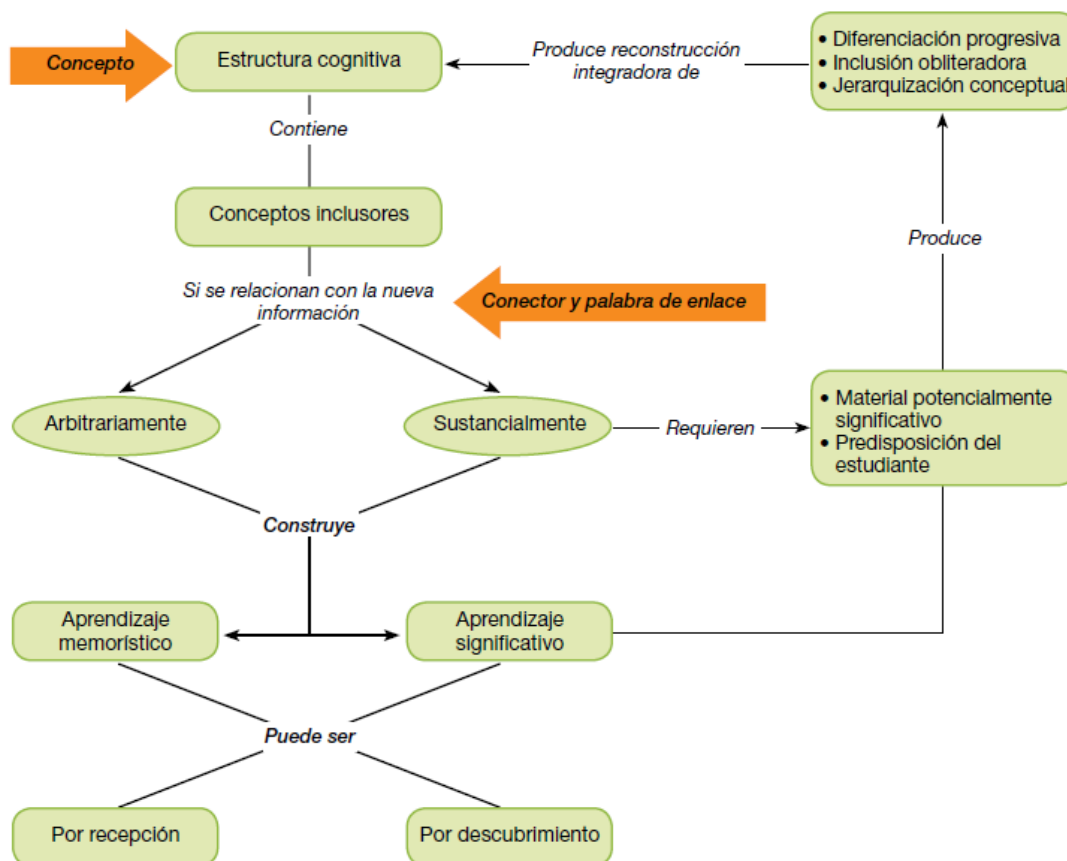 Concepto
Estructura cognitiva
Produce reconstrucción
integradora de
• Diferenciación progresiva
• Inclusión obliteradora
• Jerarquización conceptual
Contiene
Conceptos inclusores
Produce
Si se relacionan con la nueva
información
Conector y palabra de enlace
Arbitrariamente
Sustancialmente
Requieren
• Material potencialmente
significativo
• Predisposición del
estudiante
Construye
Aprendizaje
memorístico
Aprendizaje
significativo
Puede ser
Por recepción
Por descubrimiento